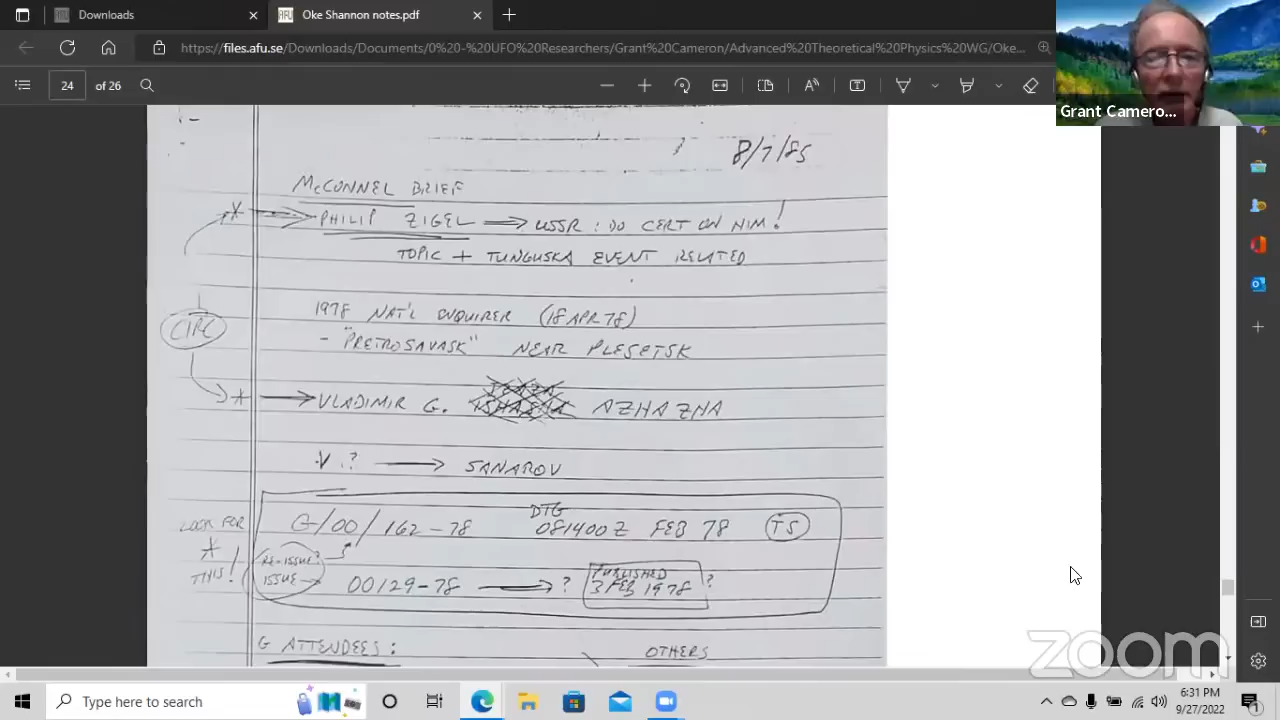 Downloads
Oke Shannon notes.pdf
https://files.afu.se/Downloads/Documents/0%20-%20UFO%20Researchers/Grant%20Cameron/Advanced%20Theoretical%20Physics%20WG/Oke...
24 of 26
Grant Camero...
8/7/85
McCONNEL BRIEF
* PHILIP ZIGEL ⇒ USSR : DO CERT ON HIM !
TOPIC + TUNGUSKA EVENT RELATED
1978 NAT'L ENQUIRER (18 APR 78)
CIRC
- "PRETROSAVASK" NEAR PLESETSK
* → VLADIMIR G. AZHAZHA
V.? → SANAROV
DTG
LOOK FOR G/00/162-78 081400Z FEB 78 TS
* THIS!
RE-ISSUE?
ISSUE → 00129-78 → ? PUBLISHED 3 FEB 1978 ?
G ATTENDEES: OTHERS
zoom
Type here to search
6:31 PM
9/27/2022
1